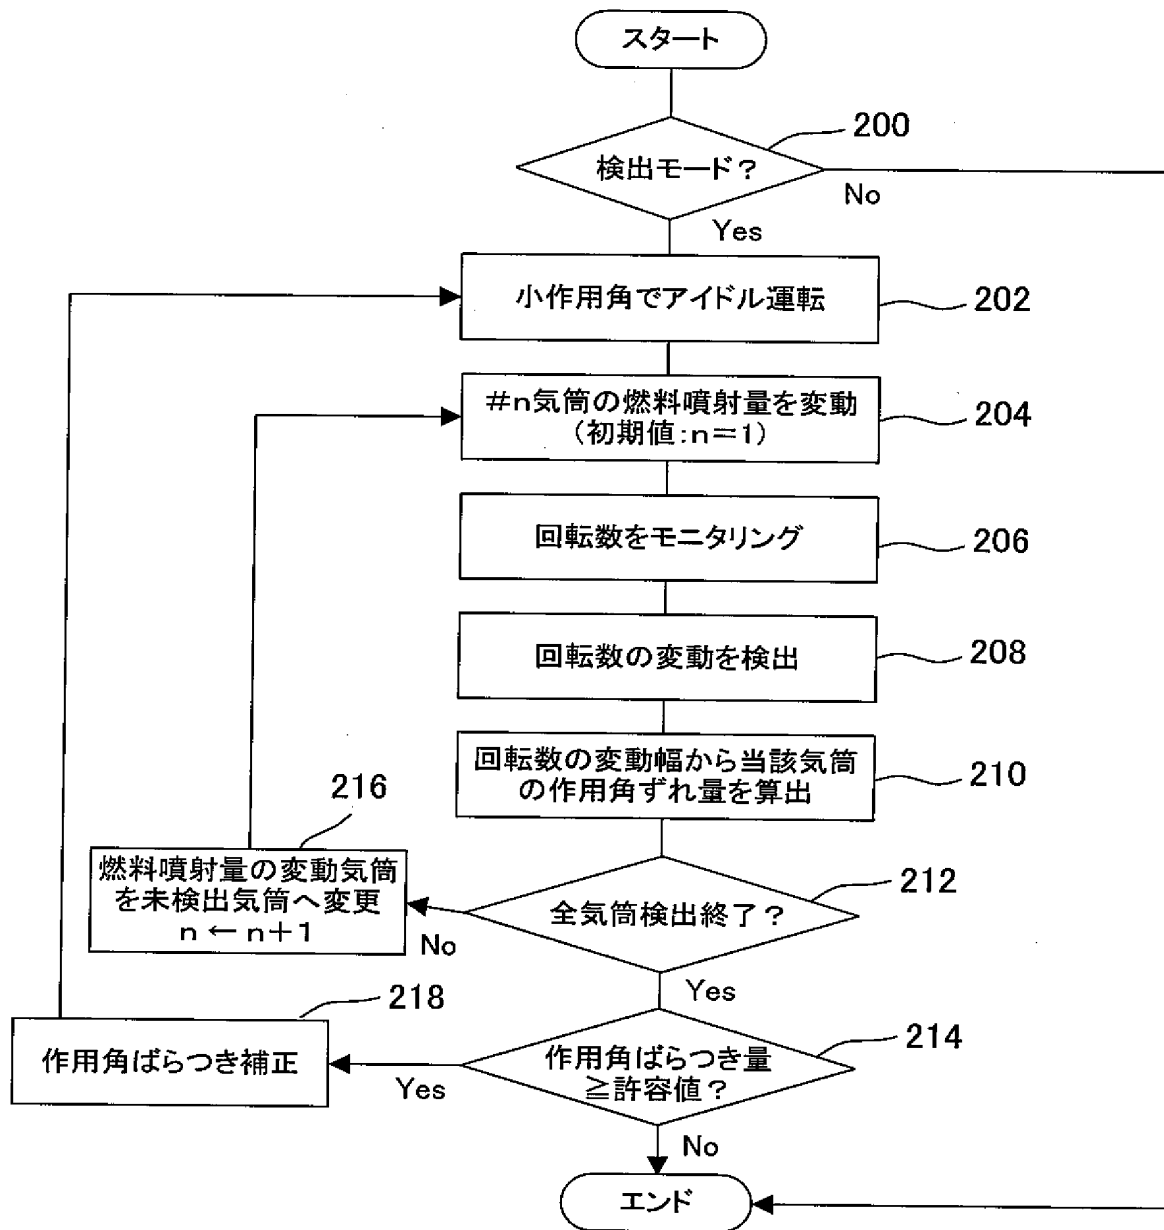 スタート
検出モード?
200
No
Yes
小作用角でアイドル運転
202
#n気筒の燃料噴射量を変動
(初期値:n=1)
204
回転数をモニタリング
206
回転数の変動を検出
208
回転数の変動幅から当該気筒
の作用角ずれ量を算出
210
216
燃料噴射量の変動気筒
を未検出気筒へ変更
n←n+1
全気筒検出終了?
212
No
Yes
218
作用角ばらつき補正
作用角ばらつき量
≧許容値?
214
Yes
No
エンド